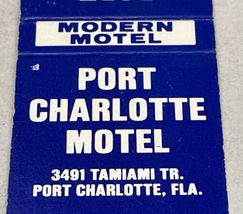 MODERN
MOTEL
PORT
CHARLOTTE
MOTEL
3491 TAMIAMI TR.
PORT CHARLOTTE, FLA.